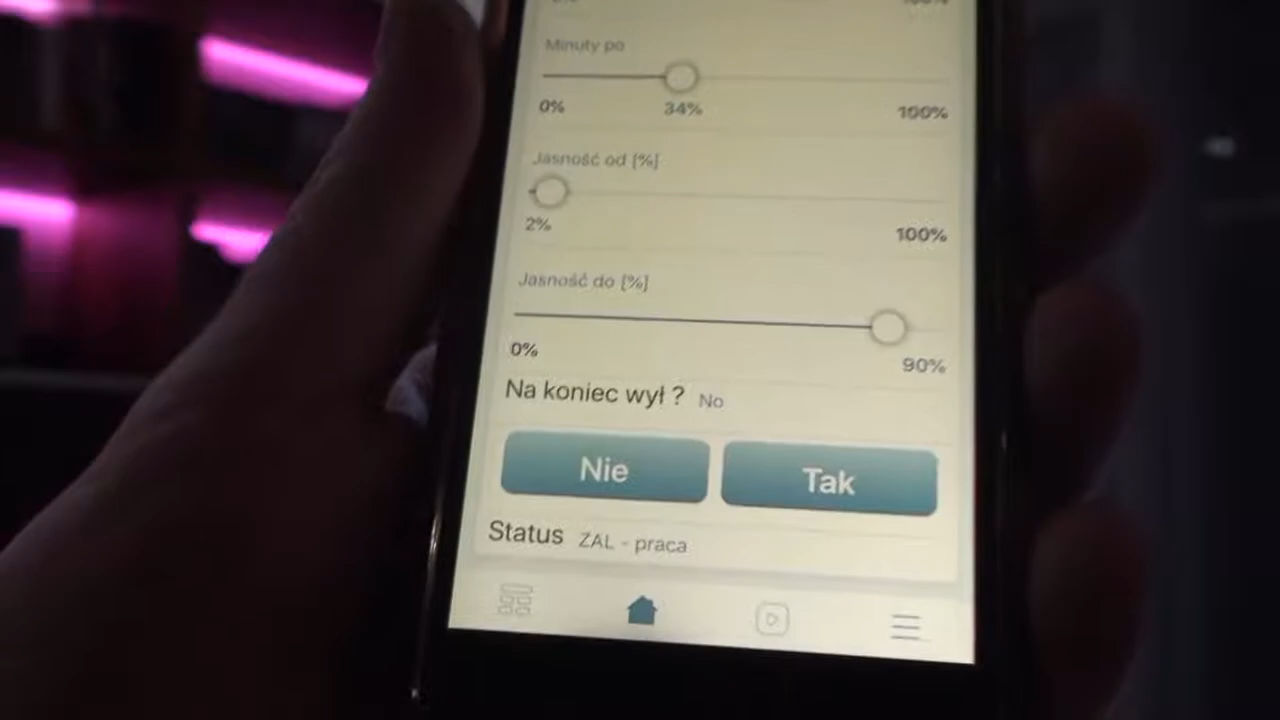 100%
Minuty po
0% 34% 100%
Jasność od [%]
2% 100%
Jasność do [%]
0% 90%
Na koniec wył ? No
Nie Tak
Status ZAL - praca